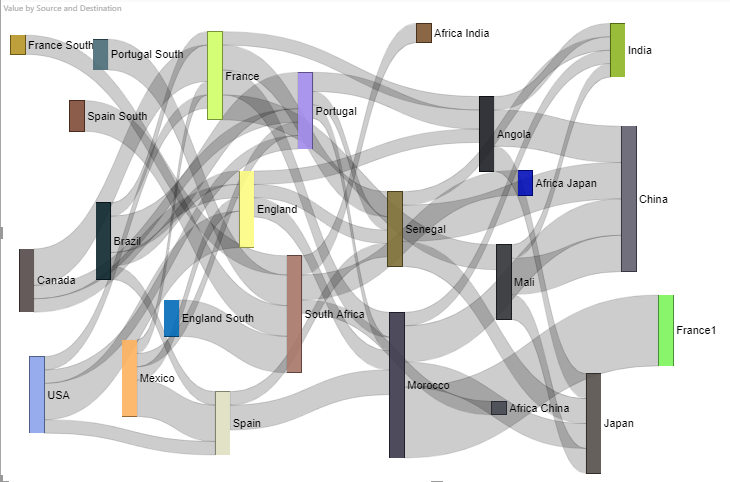 Value by Source and Destination
France South
Portugal South
France
Africa India
India
Portugal
Spain South
Angola
Africa Japan
China
England
Senegal
Brazil
Canada
Mali
South Africa
England South
France1
Mexico
Morocco
USA
Africa China
Spain
Japan